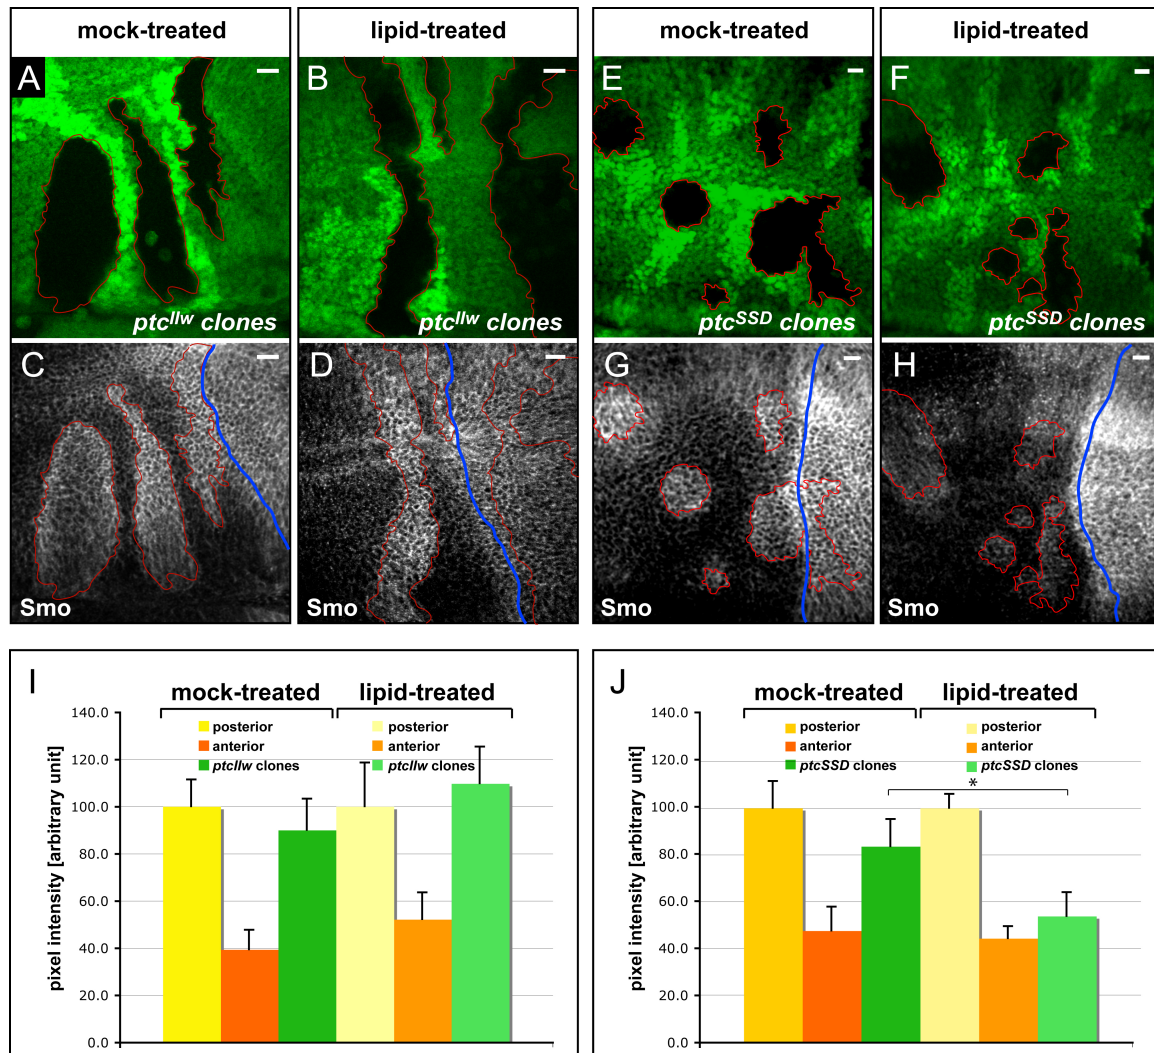 mock-treated
lipid-treated
mock-treated
lipid-treated
A
B
E
F
ptcllw clones
ptcllw clones
ptcSSD clones
ptcSSD clones
C
D
G
H
Smo
Smo
Smo
Smo
I
mock-treated
lipid-treated
posterior
anterior
ptcllw clones
posterior
anterior
ptcllw clones
pixel intensity [arbitrary unit]
140.0
120.0
100.0
80.0
60.0
40.0
20.0
0.0
J
mock-treated
lipid-treated
posterior
anterior
ptcSSD clones
posterior
anterior
ptcSSD clones
*
pixel intensity [arbitrary unit]
140.0
120.0
100.0
80.0
60.0
40.0
20.0
0.0